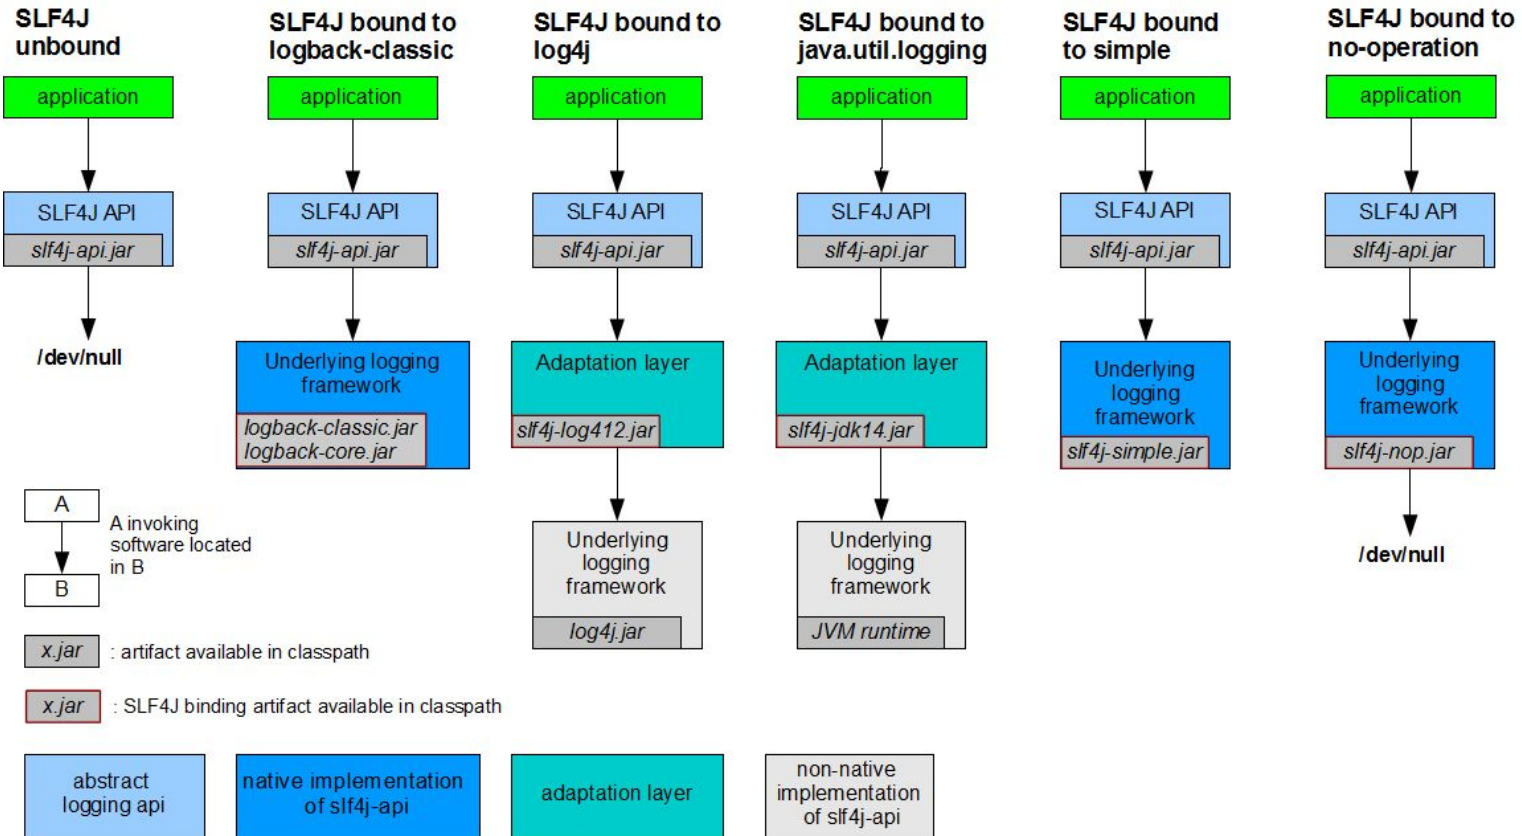 SLF4J
unbound
application
SLF4J API
slf4j-api.jar
/dev/null
SLF4J bound to
logback-classic
application
SLF4J API
slf4j-api.jar
Underlying logging
framework
logback-classic.jar
logback-core.jar
SLF4J bound to
log4j
application
SLF4J API
slf4j-api.jar
Adaptation layer
slf4j-log412.jar
Underlying
logging
framework
log4j.jar
SLF4J bound to
java.util.logging
application
SLF4J API
slf4j-api.jar
Adaptation layer
slf4j-jdk14.jar
Underlying
logging
framework
JVM runtime
SLF4J bound
to simple
application
SLF4J API
slf4j-api.jar
Underlying
logging
framework
slf4j-simple.jar
SLF4J bound to
no-operation
application
SLF4J API
slf4j-api.jar
Underlying
logging
framework
slf4j-nop.jar
/dev/null
A
B
A invoking
software located
in B
x.jar : artifact available in classpath
x.jar : SLF4J binding artifact available in classpath
abstract
logging api
native implementation
of slf4j-api
adaptation layer
non-native
implementation
of slf4j-api